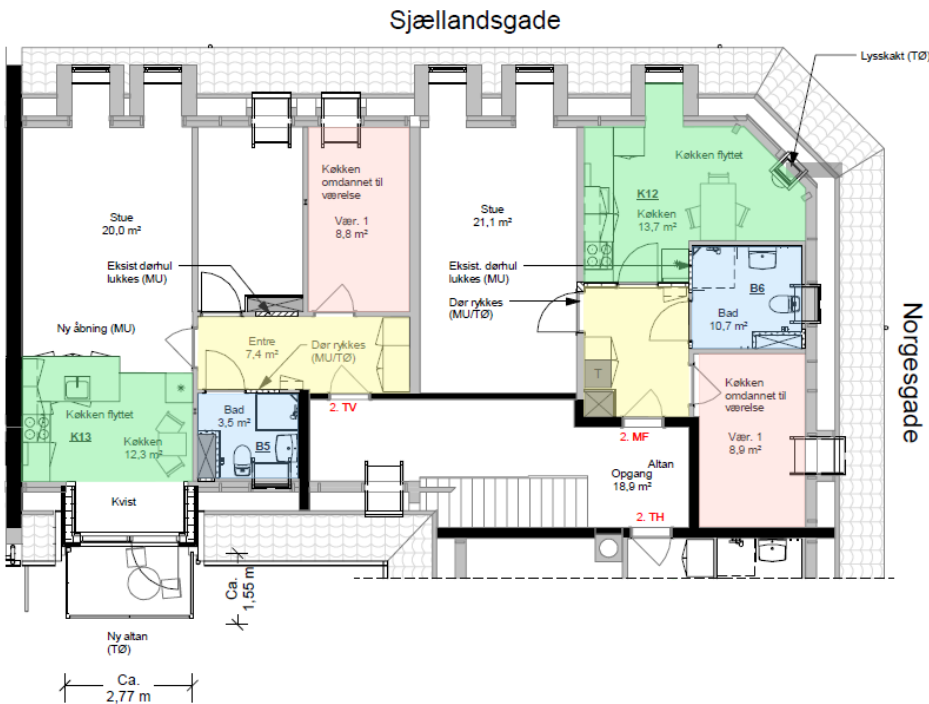 Sjællandsgade
Lysskakt (TØ)
Køkken
omdannet til
værelse
Vær. 1
8,8 m²
Stue
20,0 m²
Stue
21,1 m²
Køkken flyttet
K12
Køkken
13,7 m²
Eksist dørhul
lukkes (MU)
Eksist. dørhul
lukkes (MU)
Dør rykkes
(MU/TØ)
B6
Bad
10,7 m²
Norgesgade
Ny åbning (MU)
Entre
7,4 m²
Dør rykkes
(MU/TØ)
T
Køkken
omdannet til
værelse
Vær. 1
8,9 m²
Køkken flyttet
K13
Køkken
12,3 m²
Bad
3,5 m²
B5
2. TV
2. MF
Altan
Opgang
18,9 m²
2. TH
Kvist
Ca.
1,55 m
Ny altan
(TØ)
Ca.
2,77 m